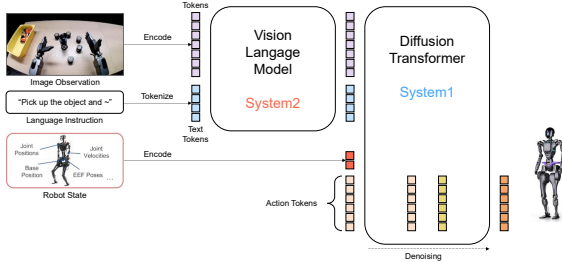 Tokens
Encode
Image Observation
Vision
Langage
Model
System2
Diffusion
Transformer
System1
"Pick up the object and ~"
Tokenize
Language Instruction
Text
Tokens
Joint
Positions
Joint
Velocities
Base
Position
EEF Poses ...
Robot State
Encode
Action Tokens
Denoising